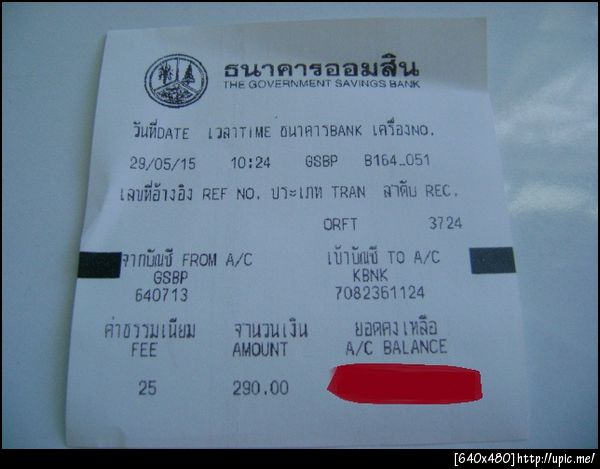 ธนาคารออมสิน
THE GOVERNMENT SAVINGS BANK
วันที่DATE เวลาTIME ธนาคารBANK เครื่องNO.
29/05/15 10:24 GSBP B164_051
เลขที่อ้างอิง REF NO. ประเภท TRAN ลำดับ REC.
ORFT 3724
จากบัญชี FROM A/C เข้าบัญชี TO A/C
GSBP KBNK
640713 7082361124
ค่าธรรมเนียม จำนวนเงิน ยอดคงเหลือ
FEE AMOUNT A/C BALANCE
25 290.00
[640x480]http://upic.me/